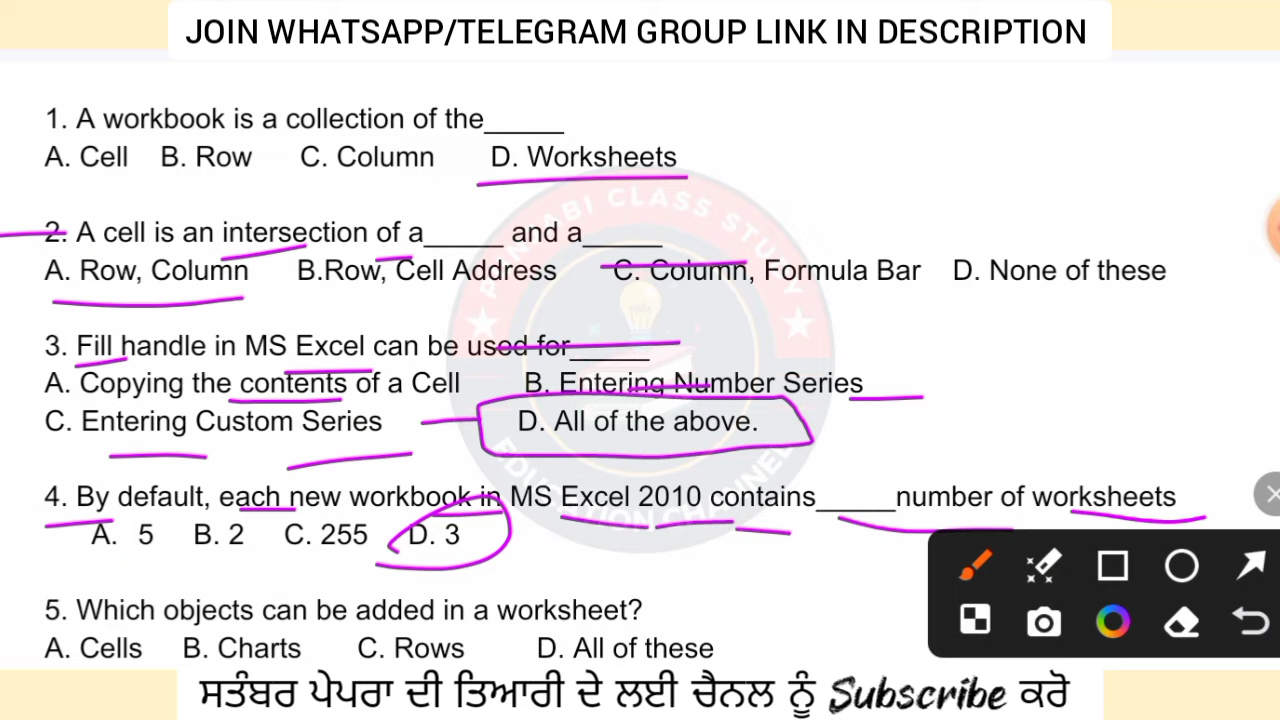 JOIN WHATSAPP/TELEGRAM GROUP LINK IN DESCRIPTION
1. A workbook is a collection of the_____
A. Cell B. Row C. Column D. Worksheets
2. A cell is an intersection of a_____ and a_____
A. Row, Column B.Row, Cell Address C. Column, Formula Bar D. None of these
3. Fill handle in MS Excel can be used for_____
A. Copying the contents of a Cell B. Entering Number Series
C. Entering Custom Series D. All of the above.
4. By default, each new workbook in MS Excel 2010 contains_____number of worksheets
A. 5 B. 2 C. 255 D. 3
5. Which objects can be added in a worksheet?
A. Cells B. Charts C. Rows D. All of these
PUNJABI CLASS STUDY
EDUCATION CHANNEL
ਸਤੰਬਰ ਪੇਪਰਾ ਦੀ ਤਿਆਰੀ ਦੇ ਲਈ ਚੈਨਲ ਨੂੰ Subscribe ਕਰੋ